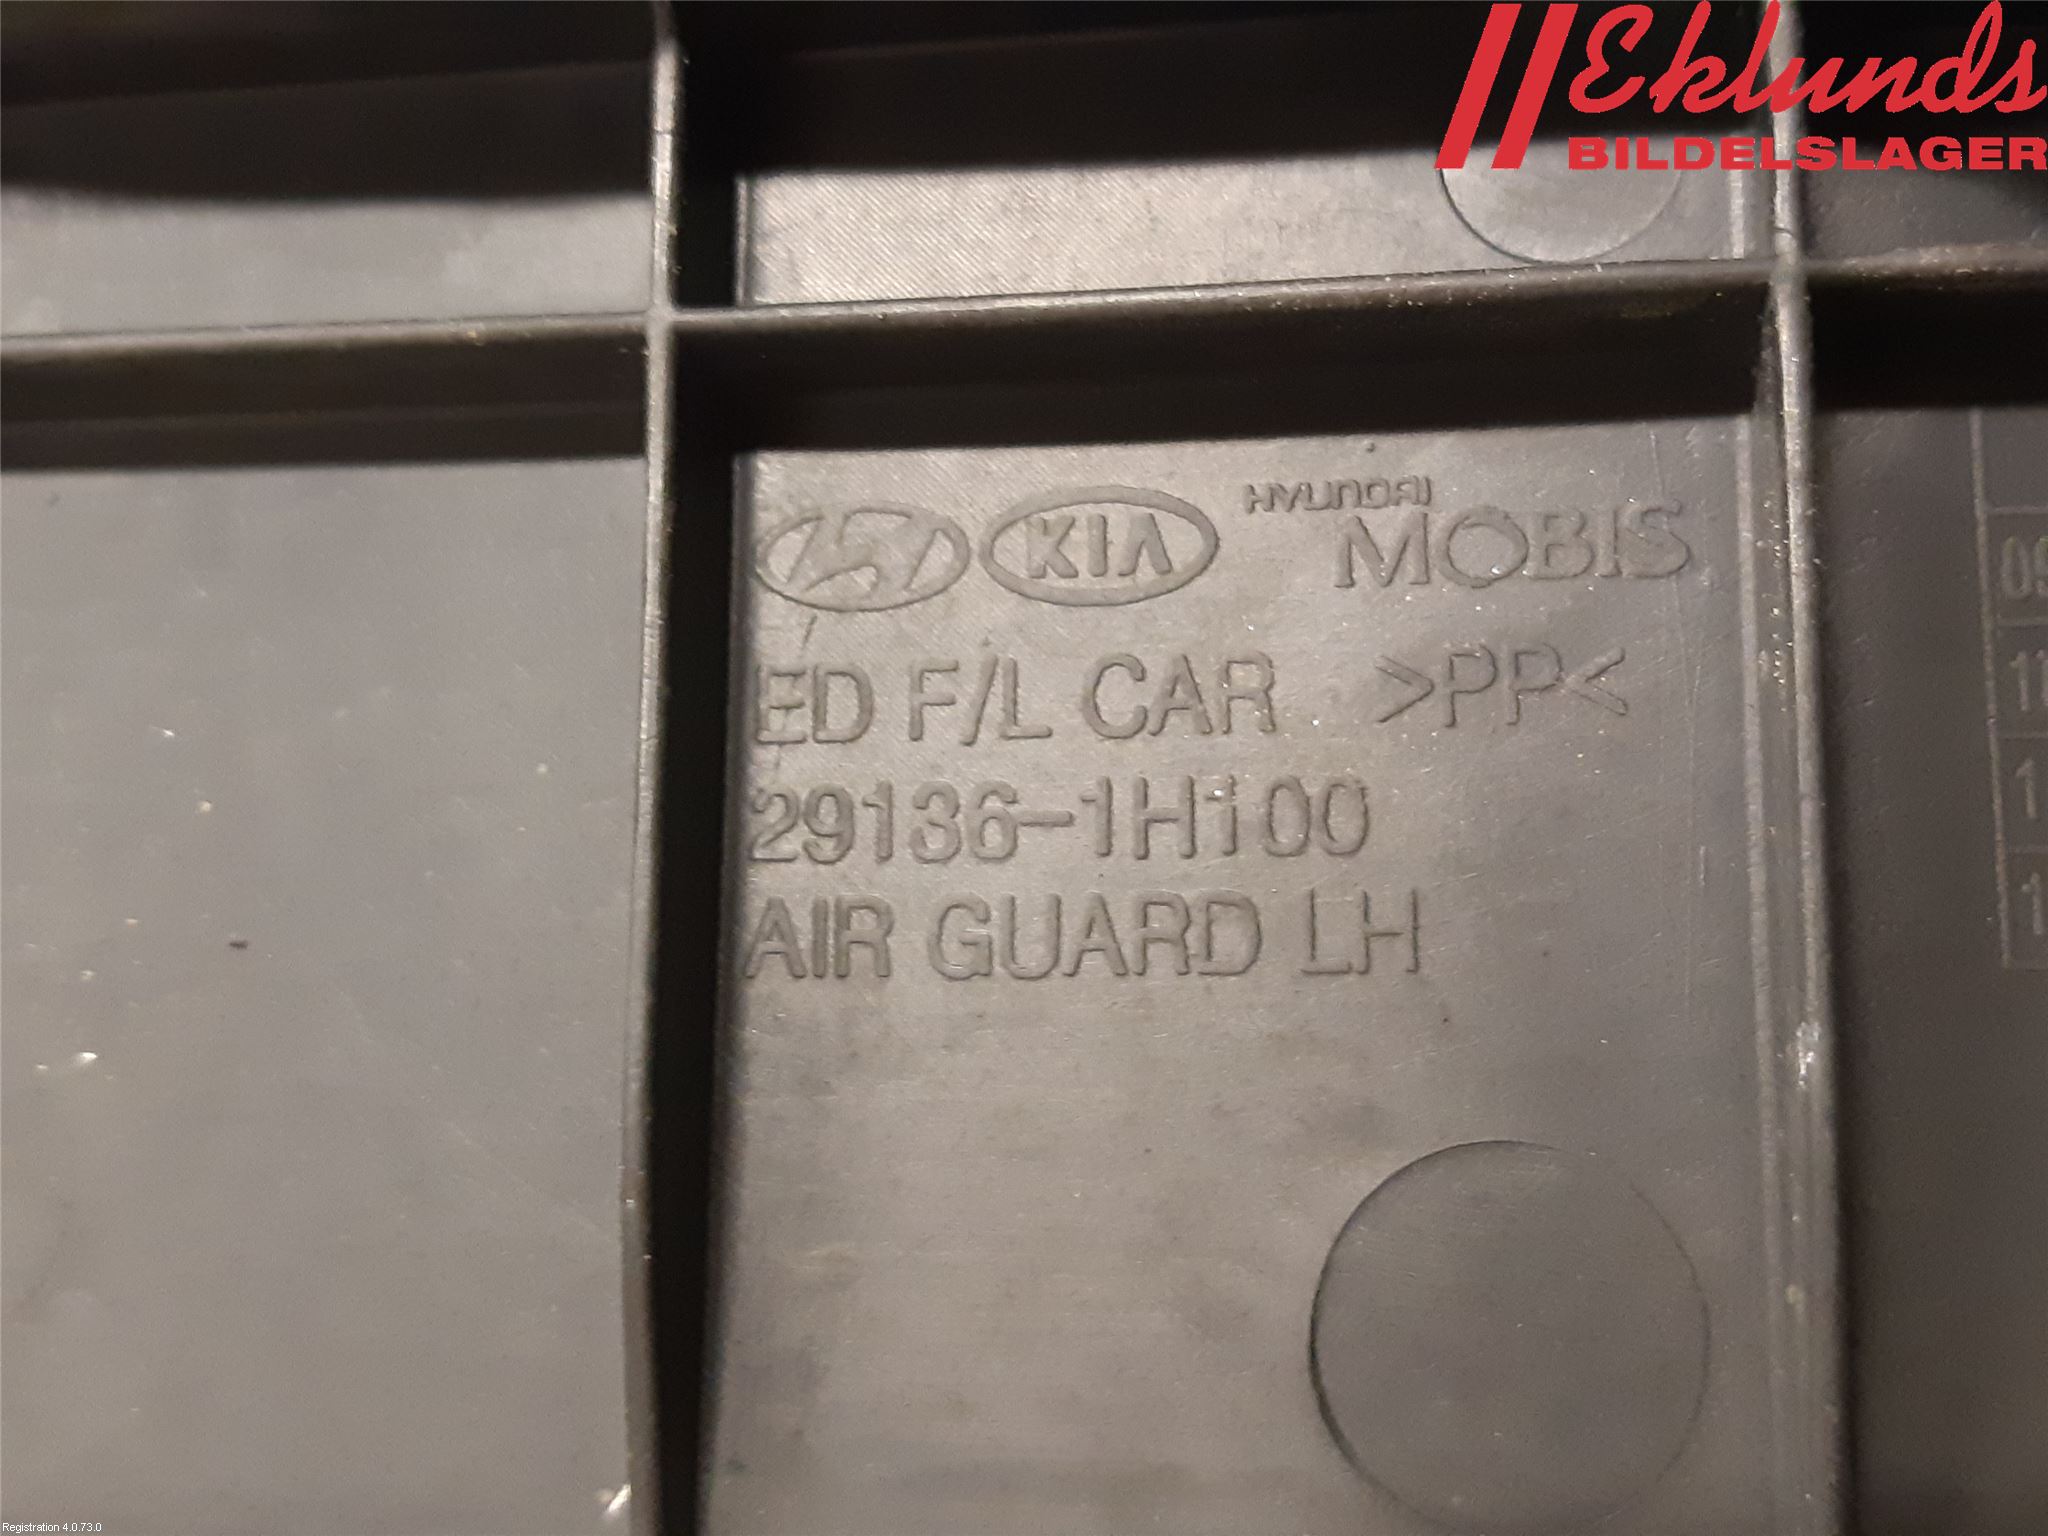 Eklunds
BILDELSLAGER
KIA
HYUNDAI
MOBIS
ED F/L CAR >PP<
29136-1H100
AIR GUARD LH
Registration 4.0.73.0